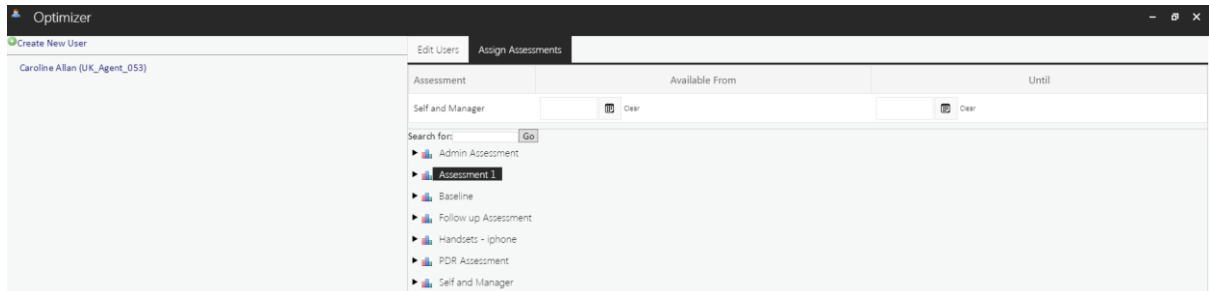 Optimizer
Create New User
Caroline Allan (UK_Agent_053)
Edit Users Assign Assessments
Assessment Available From Until
Self and Manager Clear Clear
Search for: Go
Admin Assessment
Assessment 1
Baseline
Follow up Assessment
Handsets - iphone
PDR Assessment
Self and Manager